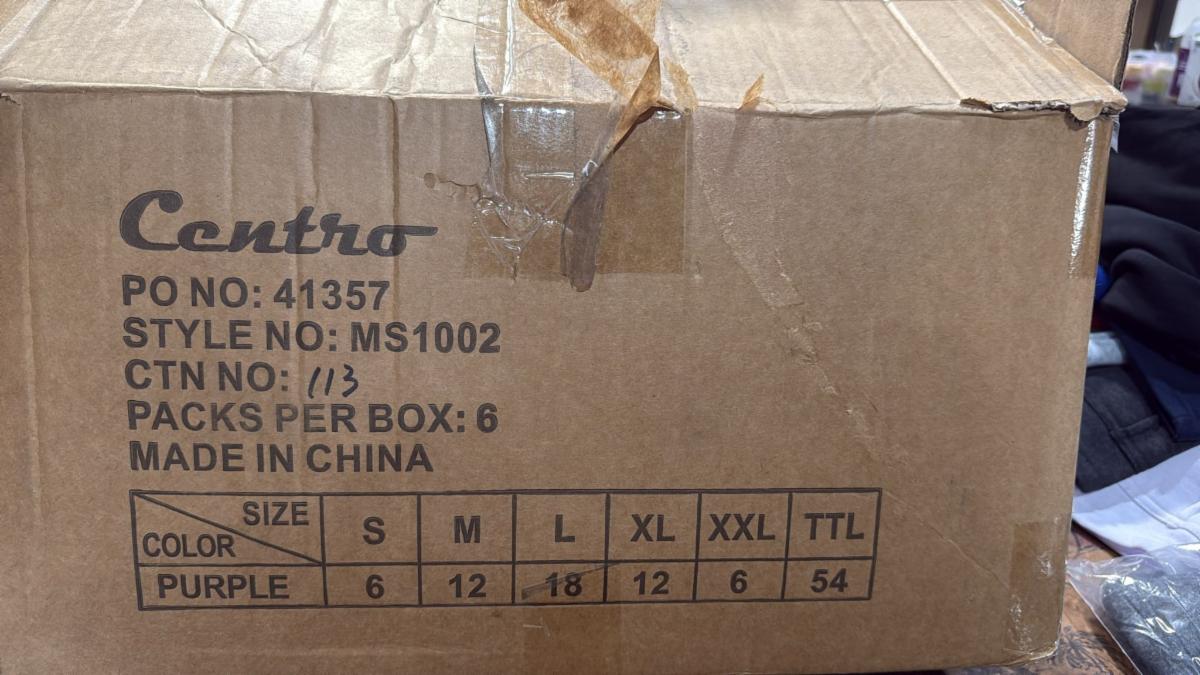 Centro
PO NO: 41357
STYLE NO: MS1002
CTN NO: 113
PACKS PER BOX: 6
MADE IN CHINA
SIZE
COLOR S M L XL XXL TTL
PURPLE 6 12 18 12 6 54